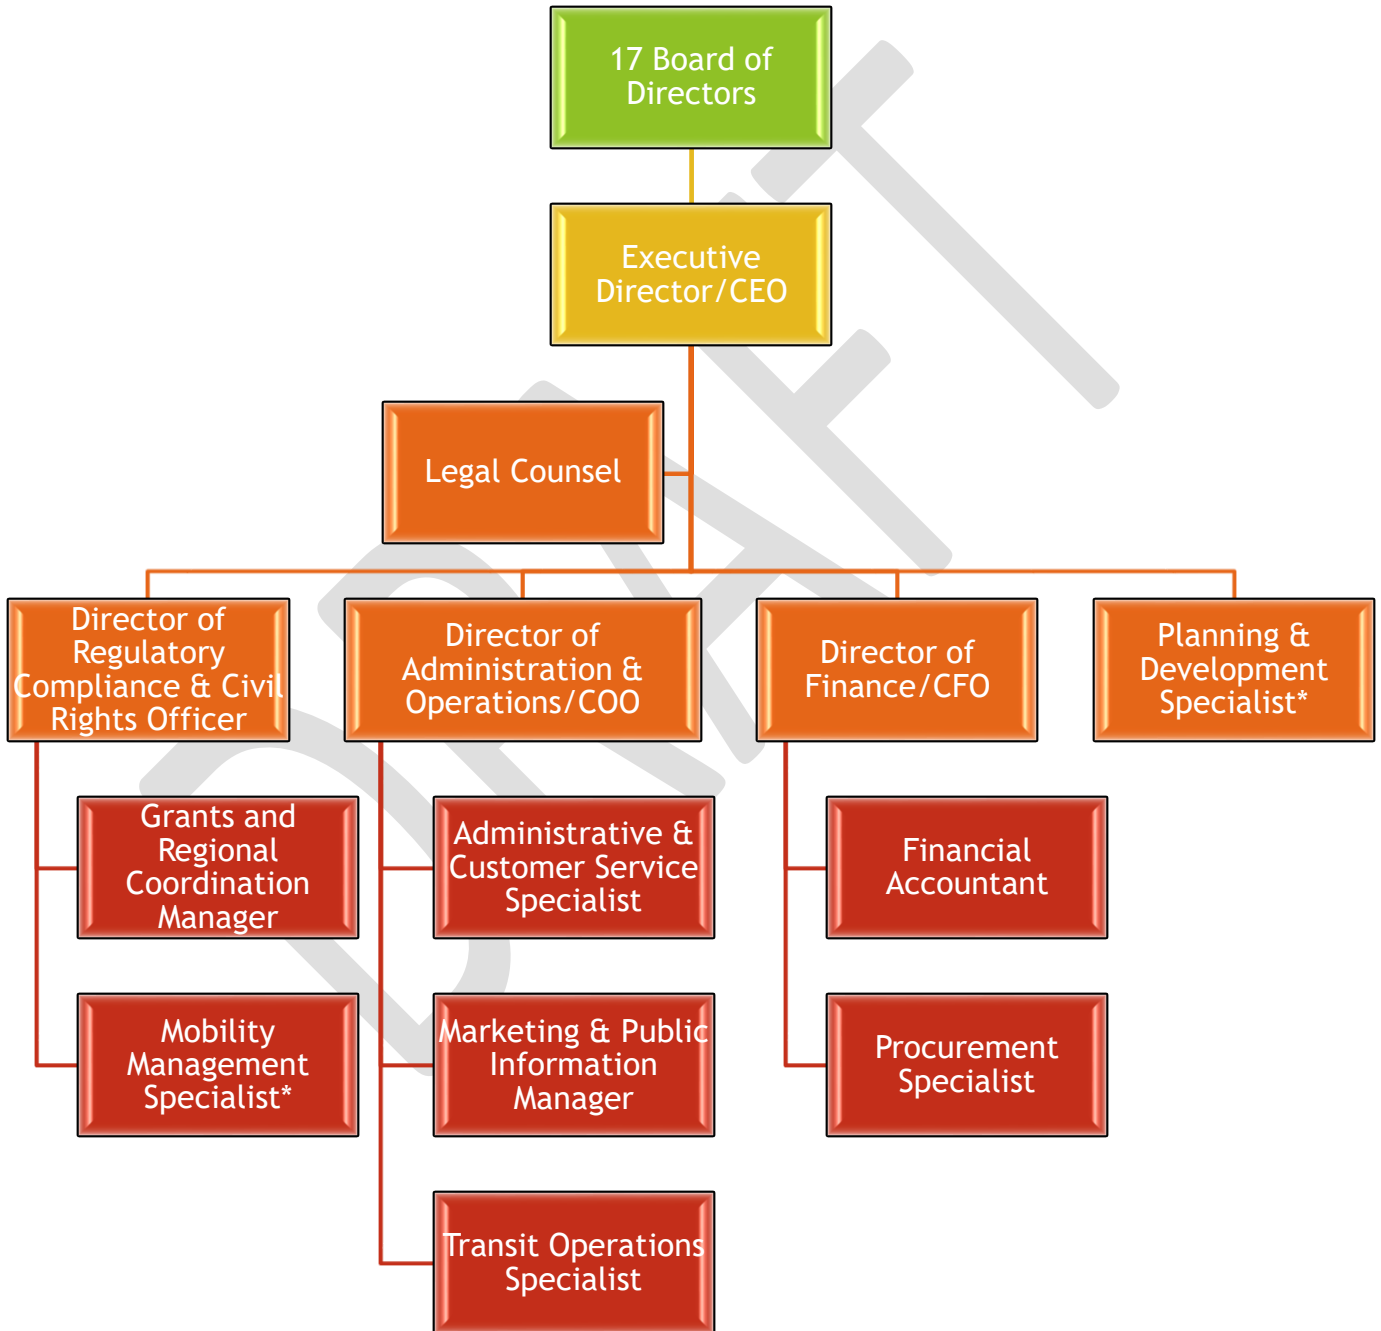 17 Board of
Directors
Executive
Director/CEO
Legal Counsel
Director of
Regulatory
Compliance & Civil
Rights Officer
Director of
Administration &
Operations/COO
Director of
Finance/CFO
Planning &
Development
Specialist*
Grants and
Regional
Coordination
Manager
Administrative &
Customer Service
Specialist
Financial
Accountant
Mobility
Management
Specialist*
Marketing & Public
Information
Manager
Procurement
Specialist
Transit Operations
Specialist
DRAFT